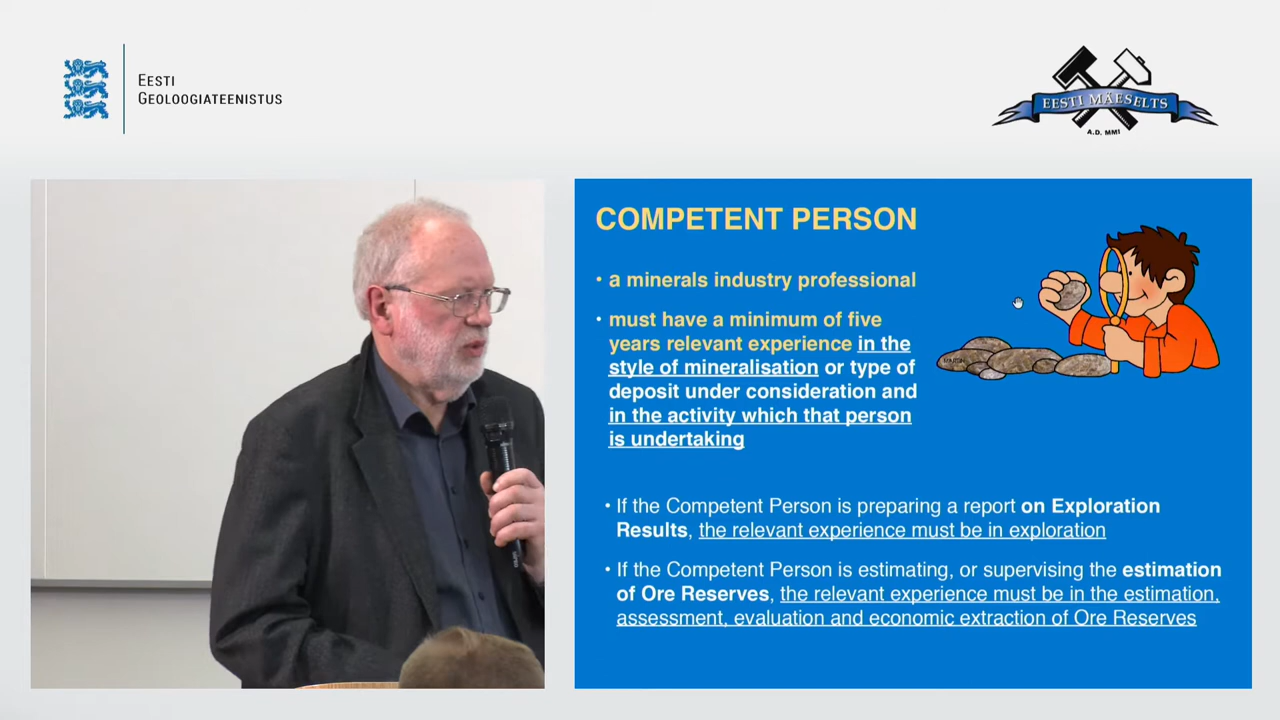 EESTI
GEOLOOGIATEENISTUS
EESTI MÄESELTS
A.D. MMI
COMPETENT PERSON
• a minerals industry professional
• must have a minimum of five
years relevant experience in the
style of mineralisation or type of
deposit under consideration and
in the activity which that person
is undertaking
• If the Competent Person is preparing a report on Exploration
Results, the relevant experience must be in exploration
• If the Competent Person is estimating, or supervising the estimation
of Ore Reserves, the relevant experience must be in the estimation,
assessment, evaluation and economic extraction of Ore Reserves